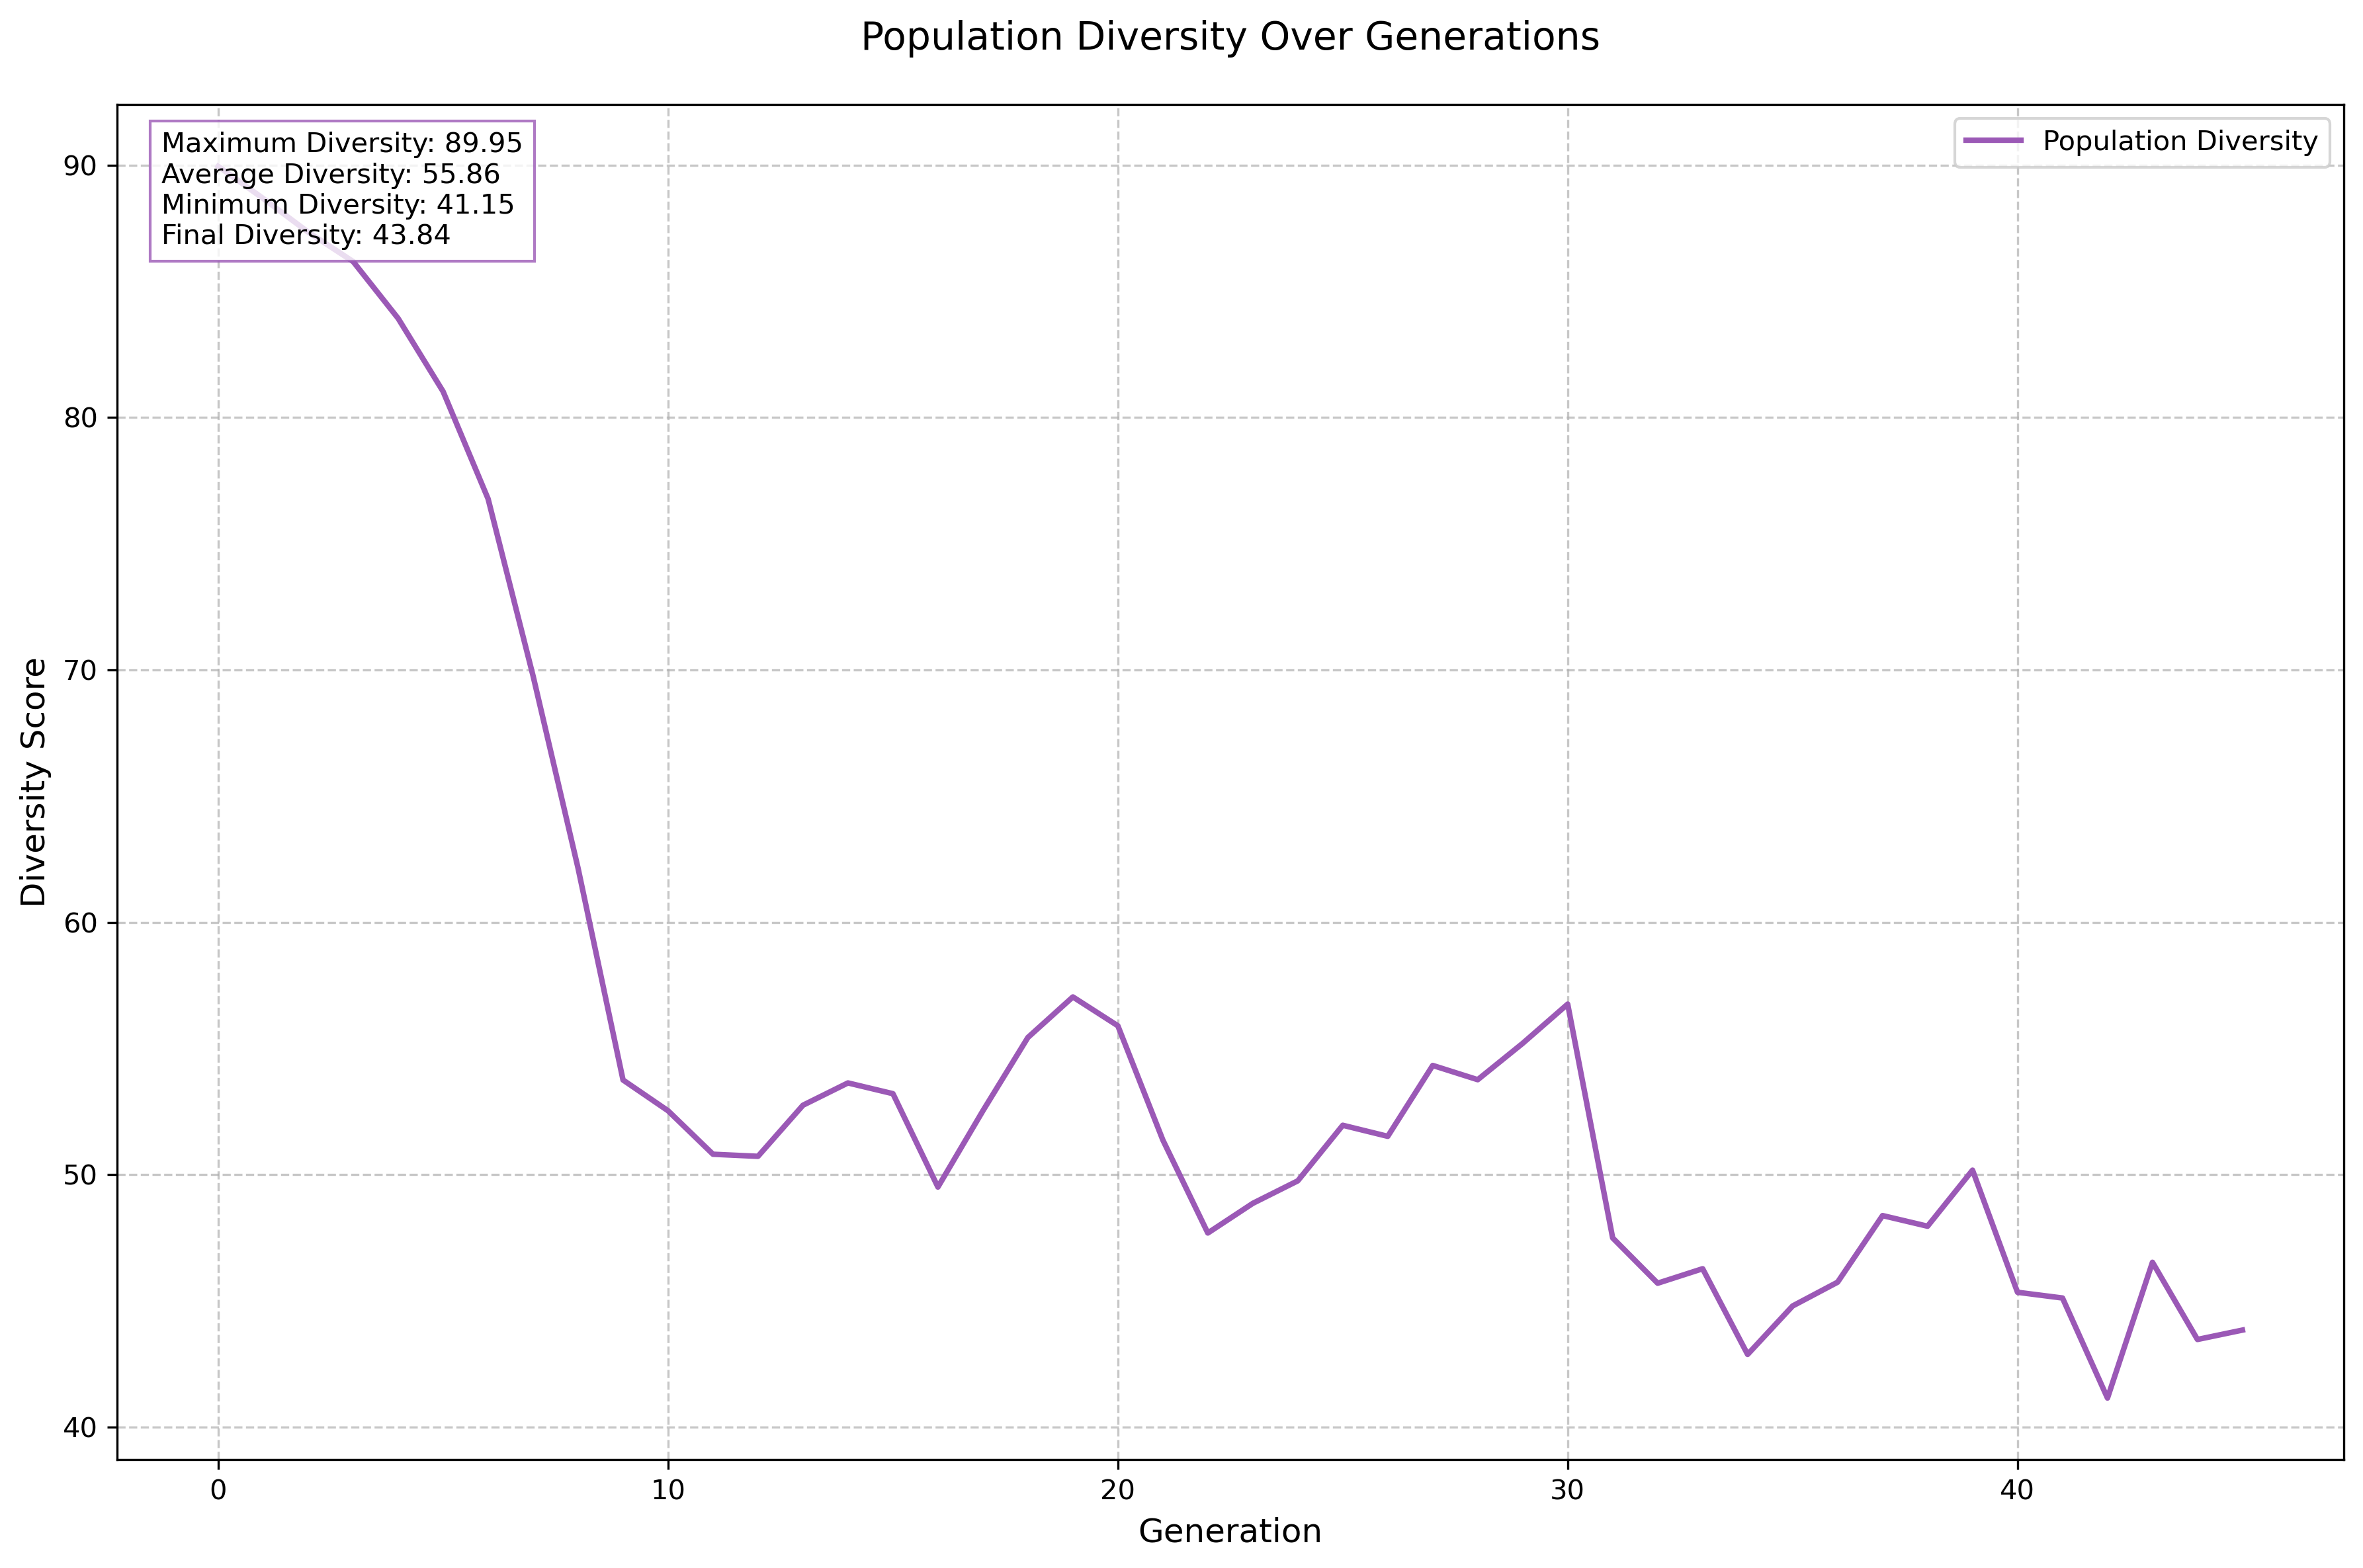 Population Diversity Over Generations
Maximum Diversity: 89.95
Average Diversity: 55.86
Minimum Diversity: 41.15
Final Diversity: 43.84
Population Diversity
90
80
70
60
50
40
Diversity Score
0 10 20 30 40
Generation